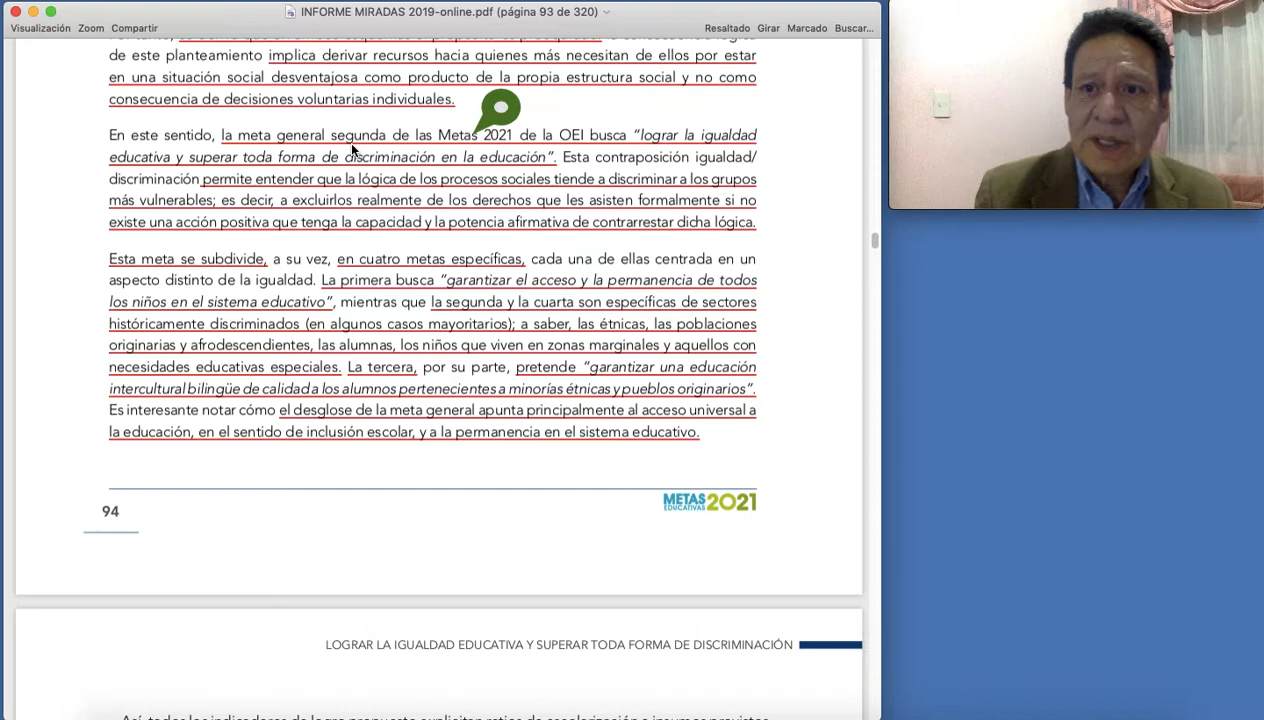 INFORME MIRADAS 2019-online.pdf (página 93 de 320)
Visualización Zoom Compartir Resaltado Girar Marcado Buscar...
de este planteamiento implica derivar recursos hacia quienes más necesitan de ellos por estar
en una situación social desventajosa como producto de la propia estructura social y no como
consecuencia de decisiones voluntarias individuales.
En este sentido, la meta general segunda de las Metas 2021 de la OEI busca “lograr la igualdad
educativa y superar toda forma de discriminación en la educación”. Esta contraposición igualdad/
discriminación permite entender que la lógica de los procesos sociales tiende a discriminar a los grupos
más vulnerables; es decir, a excluirlos realmente de los derechos que les asisten formalmente si no
existe una acción positiva que tenga la capacidad y la potencia afirmativa de contrarrestar dicha lógica.
Esta meta se subdivide, a su vez, en cuatro metas específicas, cada una de ellas centrada en un
aspecto distinto de la igualdad. La primera busca “garantizar el acceso y la permanencia de todos
los niños en el sistema educativo”, mientras que la segunda y la cuarta son específicas de sectores
históricamente discriminados (en algunos casos mayoritarios); a saber, las étnicas, las poblaciones
originarias y afrodescendientes, las alumnas, los niños que viven en zonas marginales y aquellos con
necesidades educativas especiales. La tercera, por su parte, pretende “garantizar una educación
intercultural bilingüe de calidad a los alumnos pertenecientes a minorías étnicas y pueblos originarios”.
Es interesante notar cómo el desglose de la meta general apunta principalmente al acceso universal a
la educación, en el sentido de inclusión escolar, y a la permanencia en el sistema educativo.
94
METAS EDUCATIVAS 2021
LOGRAR LA IGUALDAD EDUCATIVA Y SUPERAR TODA FORMA DE DISCRIMINACIÓN